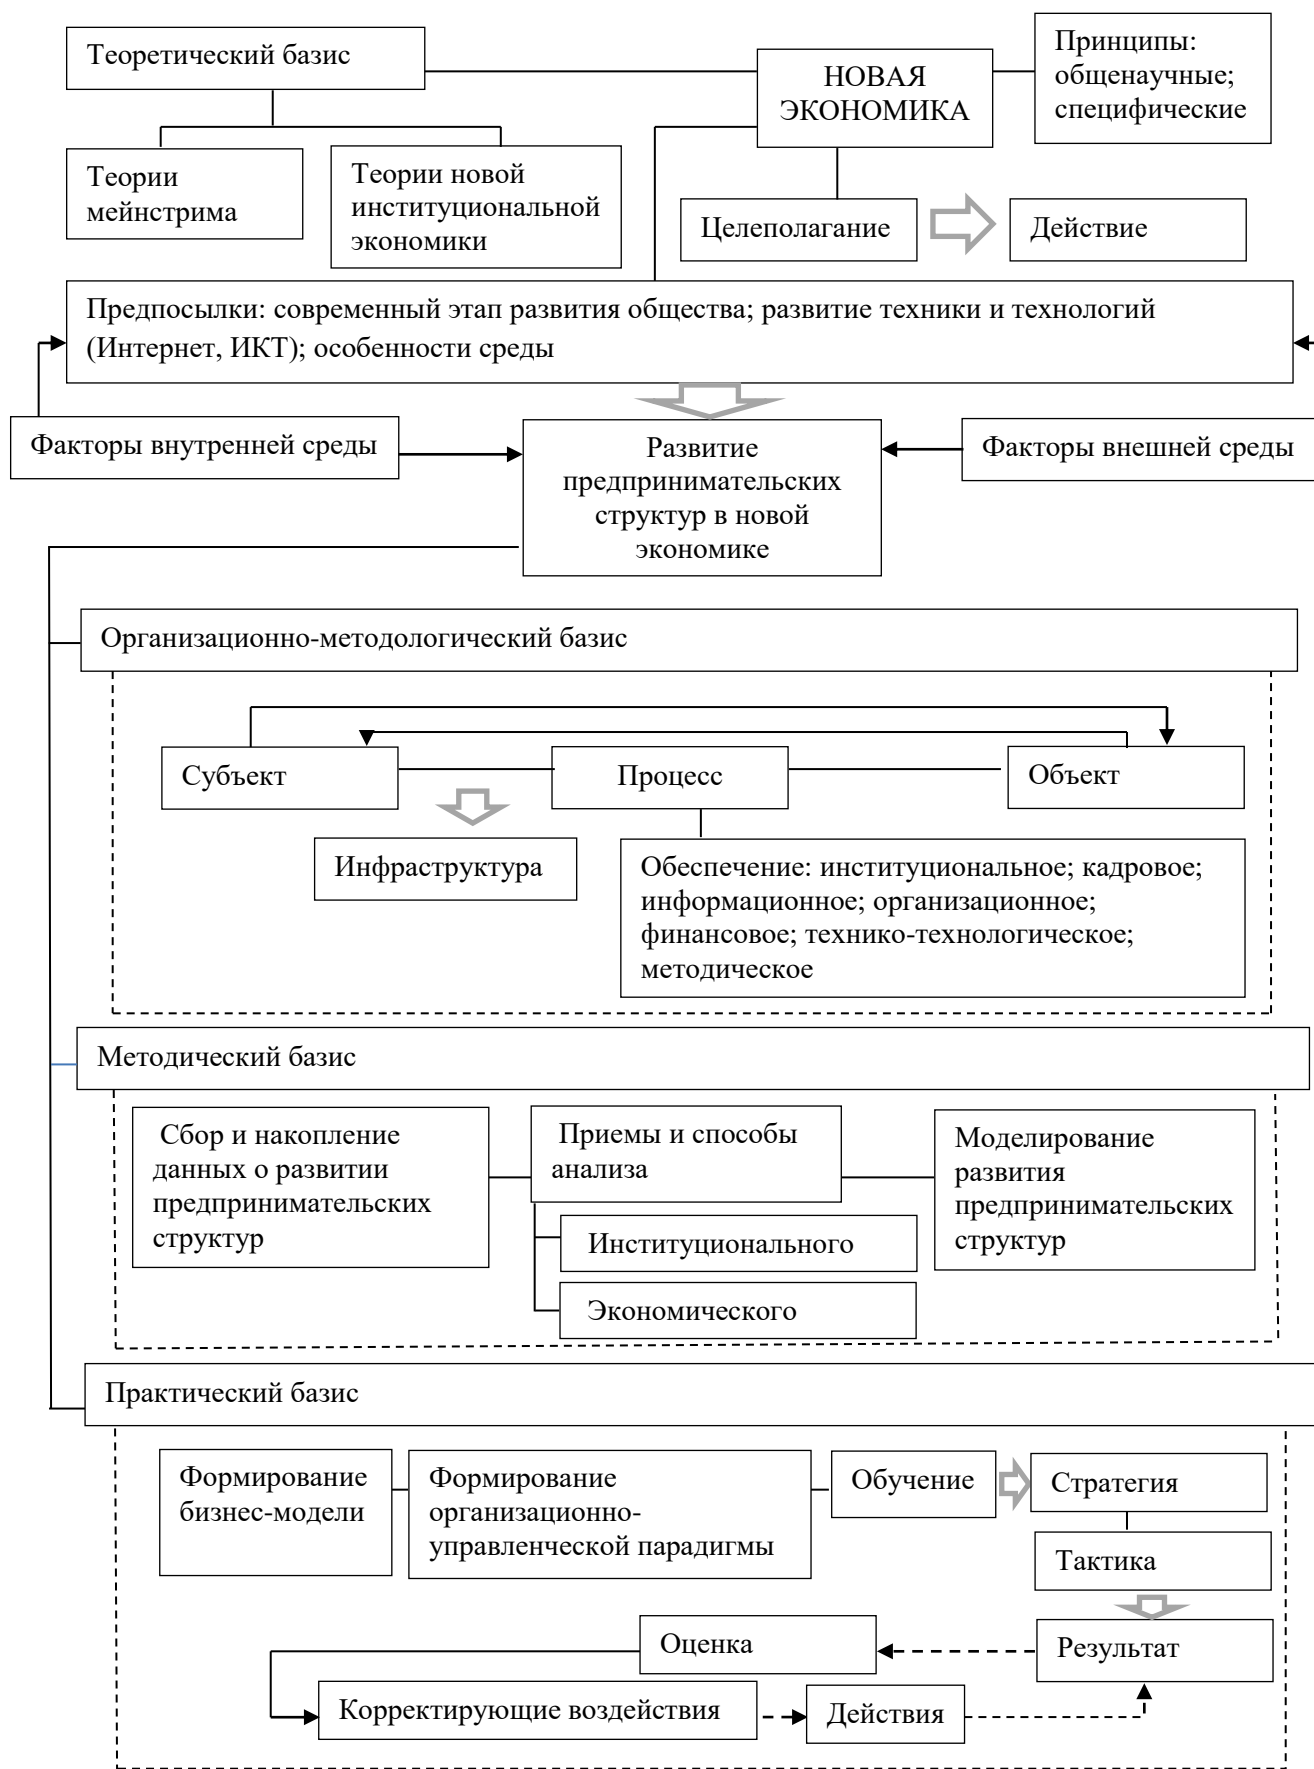 Теоретический базис
НОВАЯ
ЭКОНОМИКА
Принципы:
общенаучные;
специфические
Теории
мейнстрима
Теории новой
институциональной
экономики
Целеполагание
Действие
Предпосылки: современный этап развития общества; развитие техники и технологий
(Интернет, ИКТ); особенности среды
Факторы внутренней среды
Развитие
предпринимательских
структур в новой
экономике
Факторы внешней среды
Организационно-методологический базис
Субъект
Процесс
Объект
Инфраструктура
Обеспечение: институциональное; кадровое;
информационное; организационное;
финансовое; технико-технологическое;
методическое
Методический базис
Сбор и накопление
данных о развитии
предпринимательских
структур
Приемы и способы
анализа
Институционального
Экономического
Моделирование
развития
предпринимательских
структур
Практический базис
Формирование
бизнес-модели
Формирование
организационно-
управленческой парадигмы
Обучение
Стратегия
Тактика
Оценка
Результат
Корректирующие воздействия
Действия